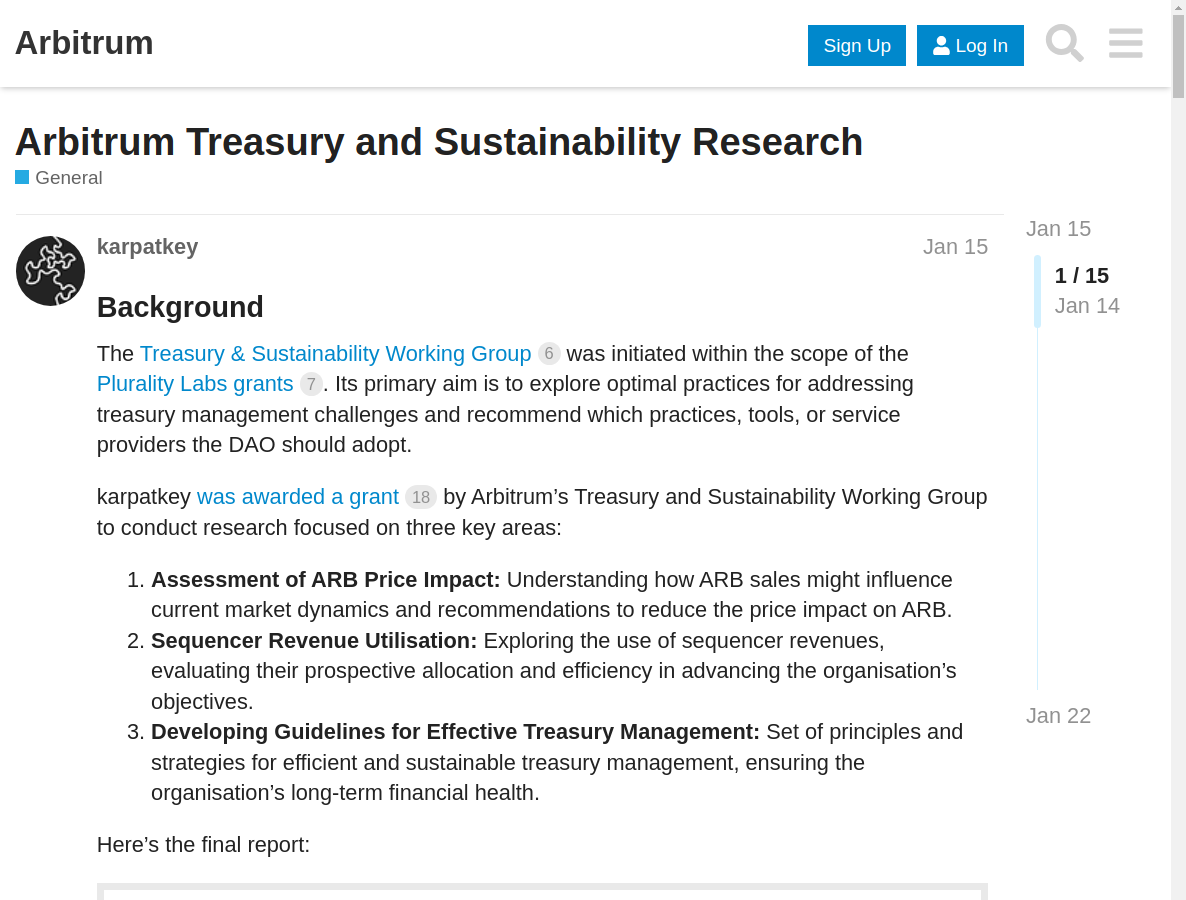 Arbitrum
Sign Up
Log In
Arbitrum Treasury and Sustainability Research
General
karpatkey
Jan 15
Jan 15
1 / 15
Jan 14
Background
The Treasury & Sustainability Working Group 6 was initiated within the scope of the
Plurality Labs grants 7. Its primary aim is to explore optimal practices for addressing
treasury management challenges and recommend which practices, tools, or service
providers the DAO should adopt.
karpatkey was awarded a grant 18 by Arbitrum’s Treasury and Sustainability Working Group
to conduct research focused on three key areas:
1. Assessment of ARB Price Impact: Understanding how ARB sales might influence
current market dynamics and recommendations to reduce the price impact on ARB.
2. Sequencer Revenue Utilisation: Exploring the use of sequencer revenues,
evaluating their prospective allocation and efficiency in advancing the organisation’s
objectives.
3. Developing Guidelines for Effective Treasury Management: Set of principles and
strategies for efficient and sustainable treasury management, ensuring the
organisation’s long-term financial health.
Jan 22
Here’s the final report: